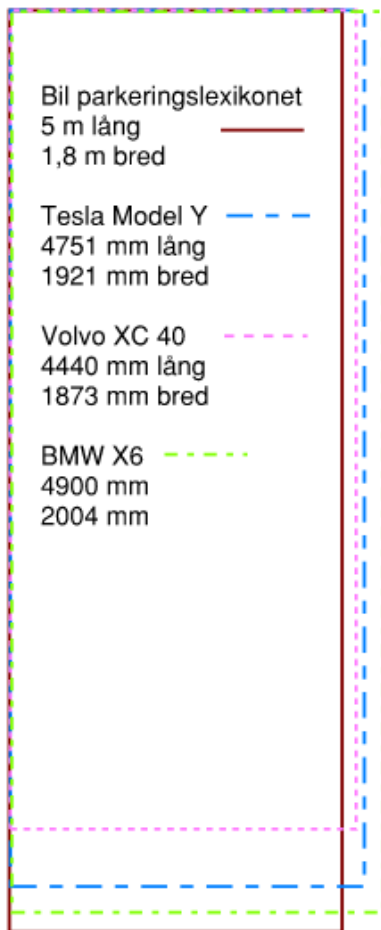 Bil parkeringslexikonet
5 m lång
1,8 m bred
Tesla Model Y
4751 mm lång
1921 mm bred
Volvo XC 40
4440 mm lång
1873 mm bred
BMW X6
4900 mm
2004 mm